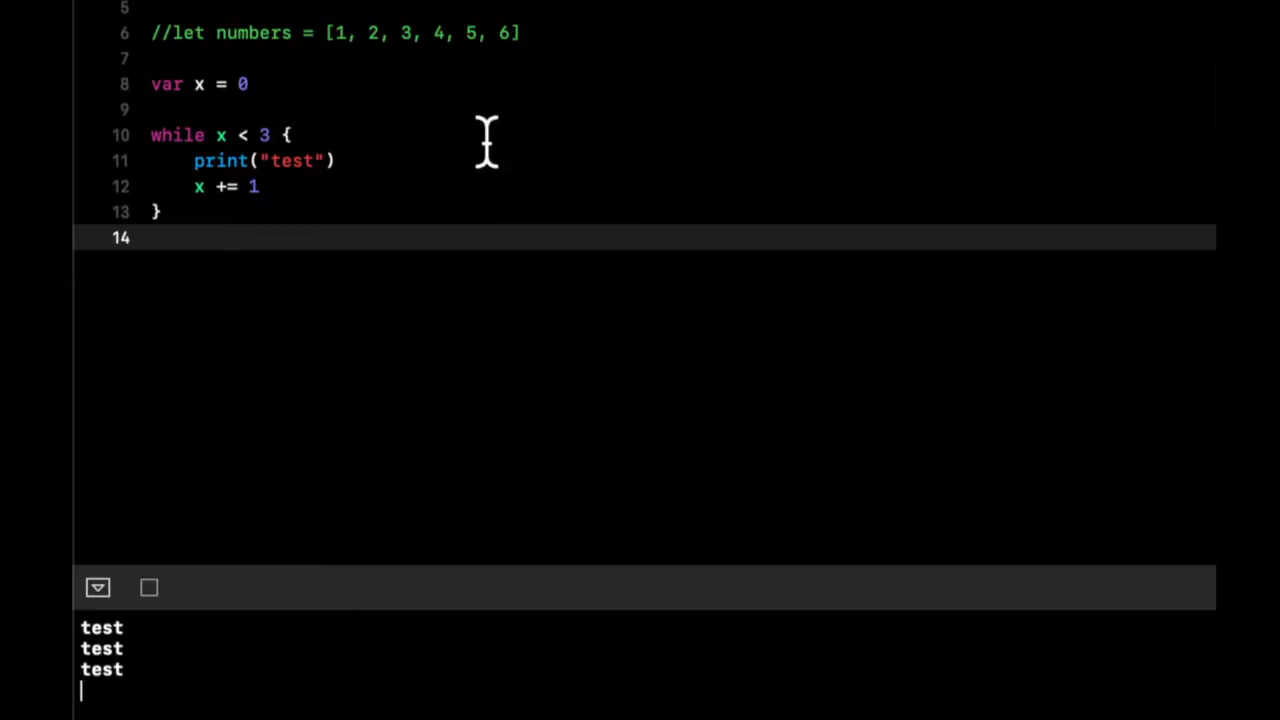 5
6 //let numbers = [1, 2, 3, 4, 5, 6]
7
8 var x = 0
9
10 while x < 3 {
11     print("test")
12     x += 1
13 }
14
test
test
test